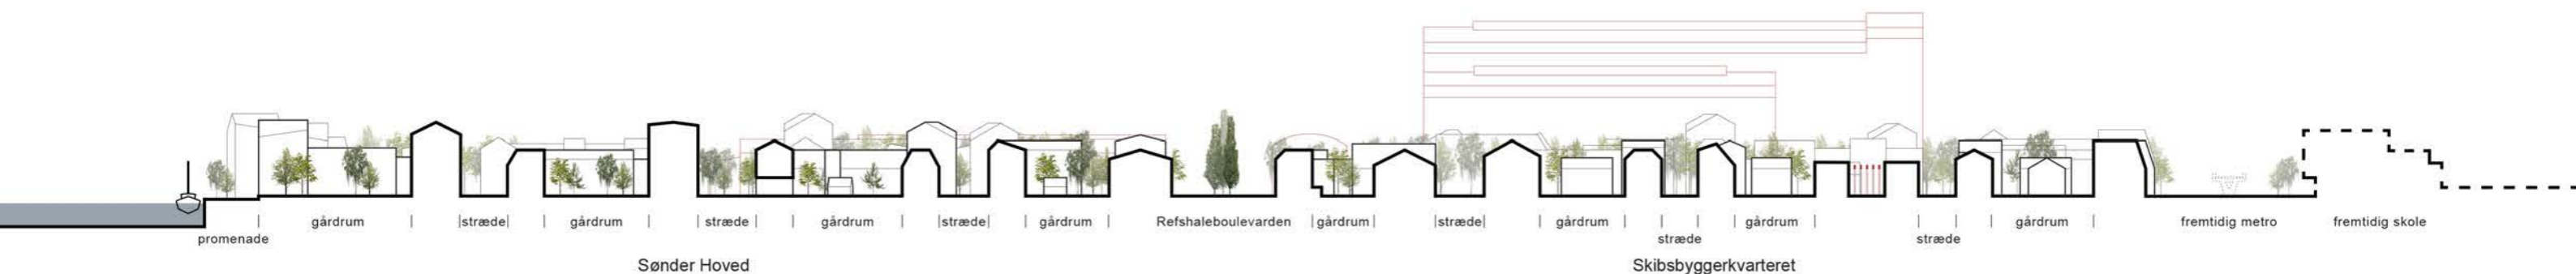 gårdrum stræde gårdrum stræde gårdrum stræde gårdrum Refshaleboulevarden gårdrum stræde gårdrum gårdrum gårdrum fremtidig metro fremtidig skole
promenade stræde stræde
Sønder Hoved Skibsbyggerkvarteret